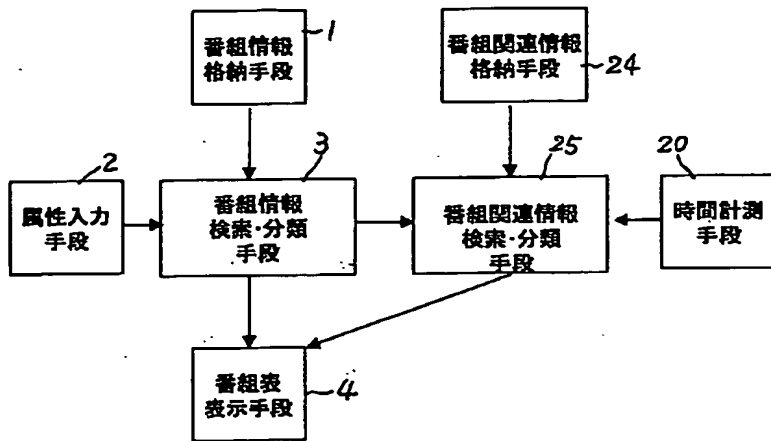 番組情報
格納手段
1
番組関連情報
格納手段
24
2
属性入力
手段
3
番組情報
検索・分類
手段
25
番組関連情報
検索・分類
手段
20
時間計測
手段
番組表
表示手段
4